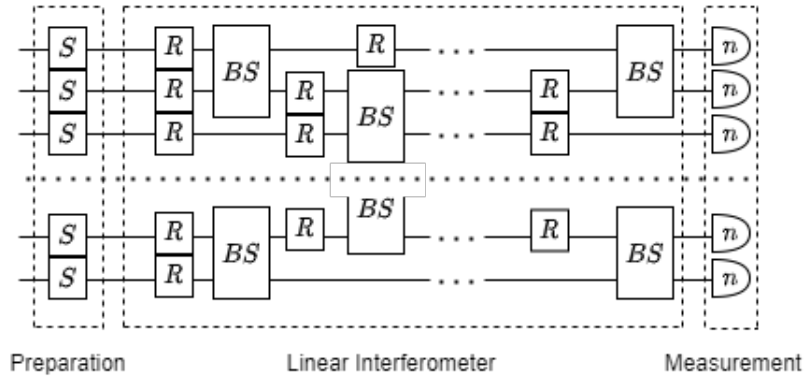 S R BS R ... BS n
S R R BS ... R n
S R R ... R n
S R BS R BS ... R BS n
S R ... n
Preparation Linear Interferometer Measurement